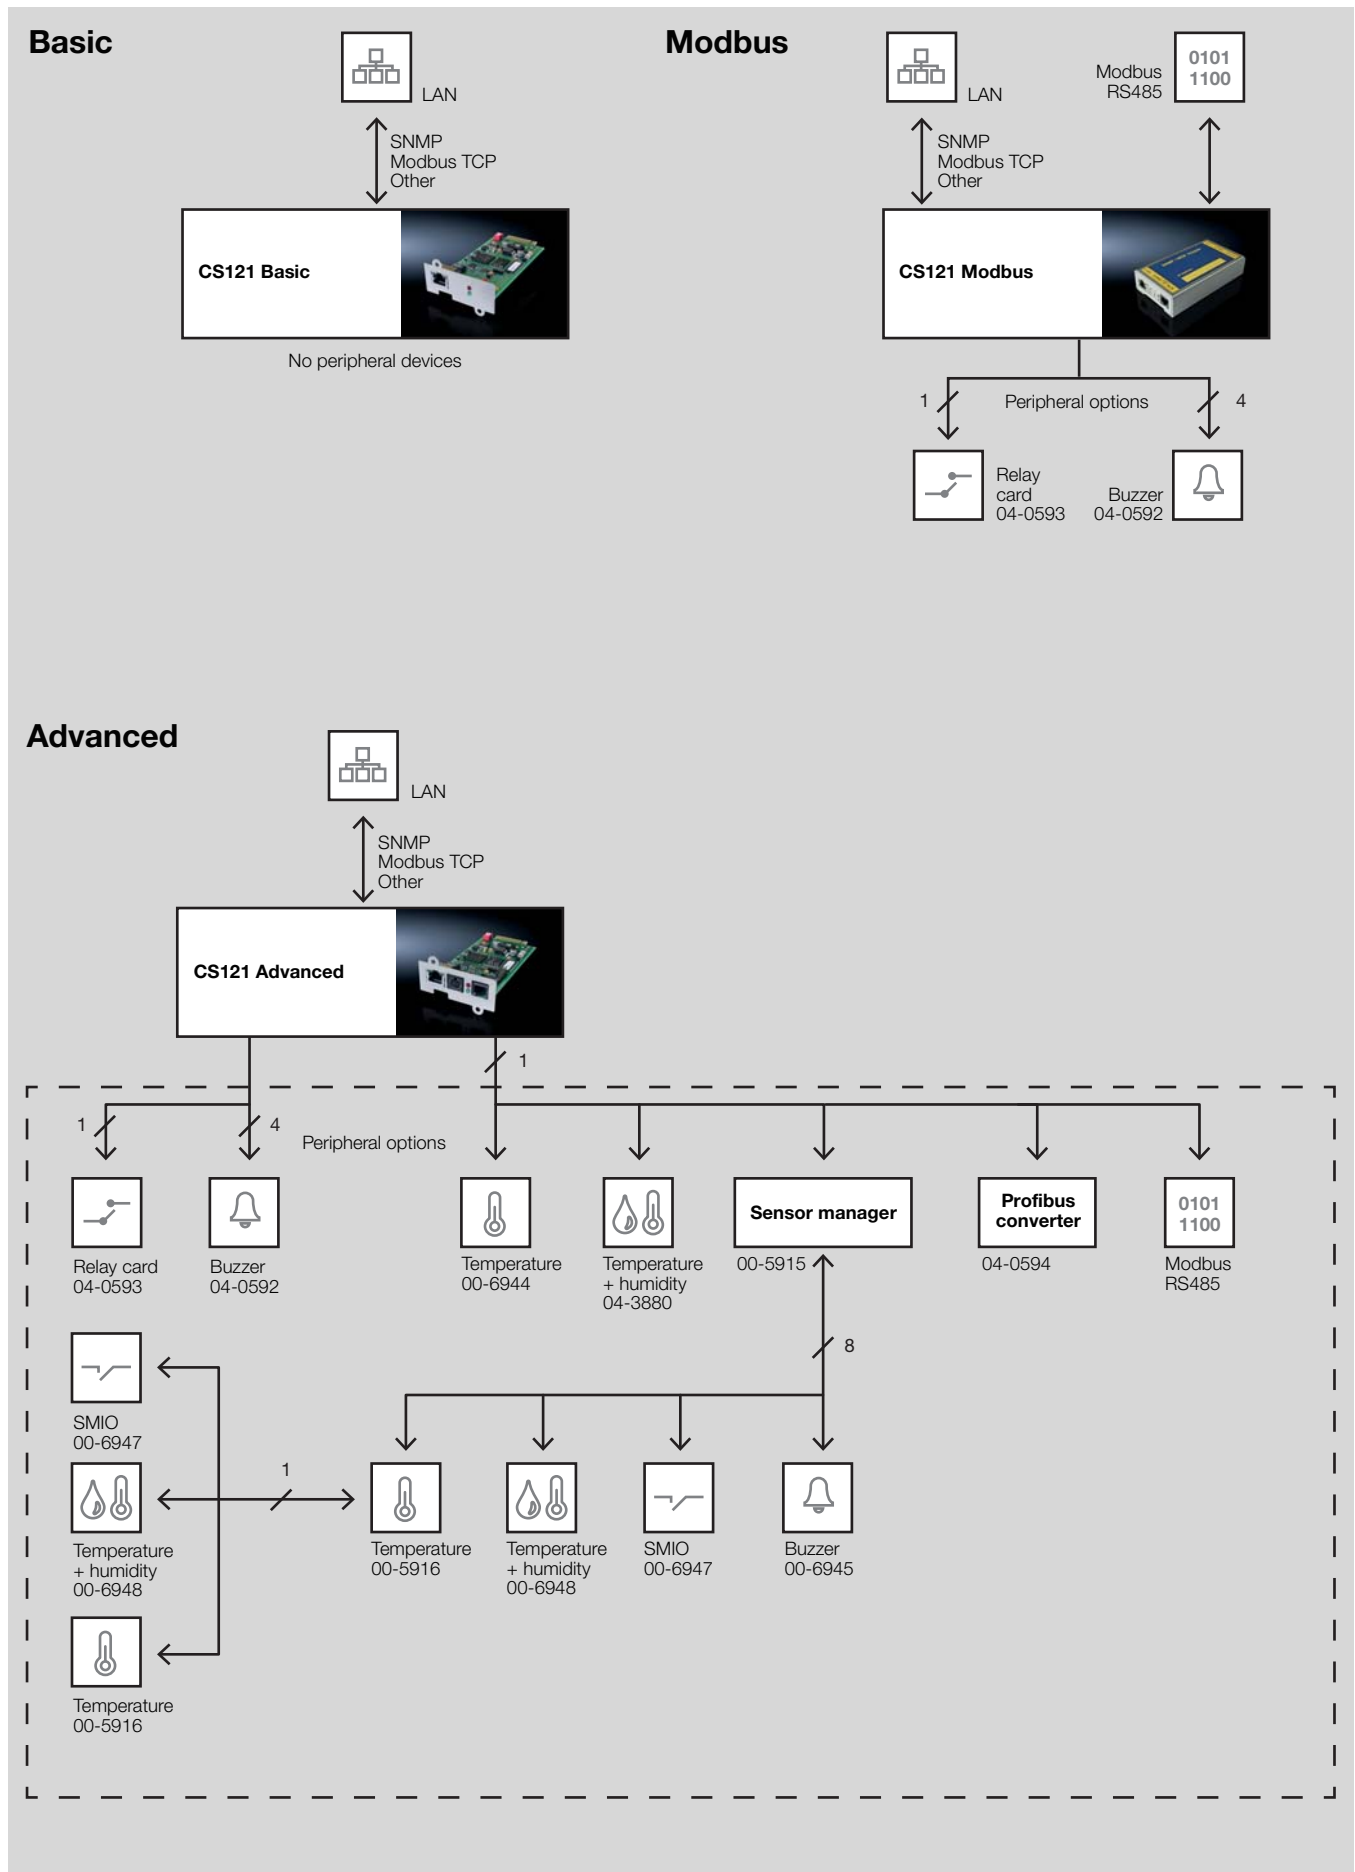 Basic
LAN
SNMP
Modbus TCP
Other
CS121 Basic
No peripheral devices
Modbus
LAN
Modbus
RS485
0101
1100
SNMP
Modbus TCP
Other
CS121 Modbus
1
Peripheral options
4
Relay
card
04-0593
Buzzer
04-0592
Advanced
LAN
SNMP
Modbus TCP
Other
CS121 Advanced
1
1
4
Peripheral options
Relay card
04-0593
Buzzer
04-0592
Temperature
00-6944
Temperature
+ humidity
04-3880
Sensor manager
00-5915
Profibus
converter
04-0594
0101
1100
Modbus
RS485
8
SMIO
00-6947
1
Temperature
+ humidity
00-6948
Temperature
00-5916
Temperature
00-5916
Temperature
+ humidity
00-6948
SMIO
00-6947
Buzzer
00-6945